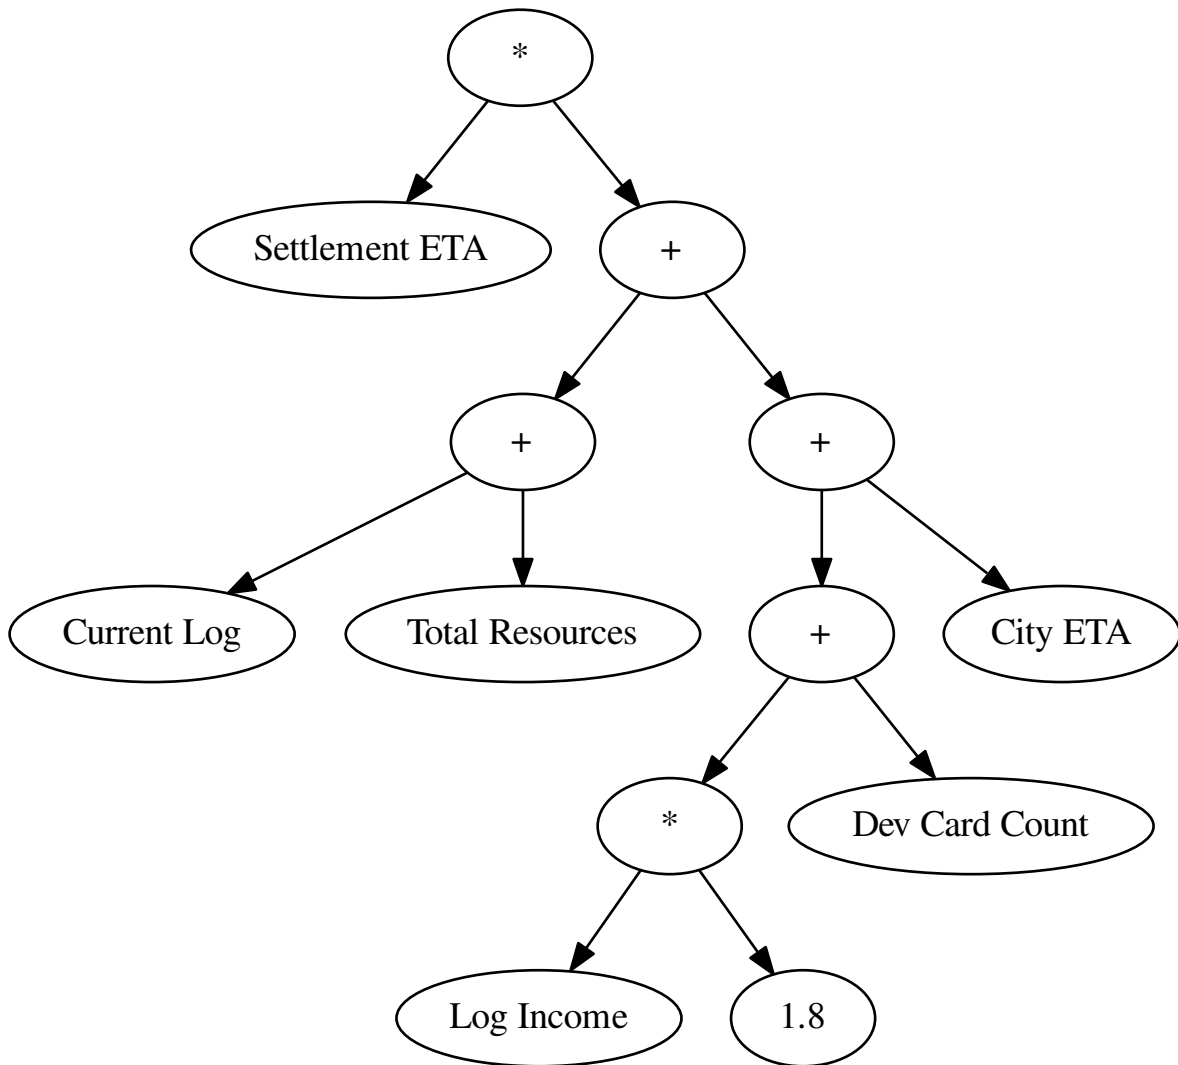 *
Settlement ETA
+
+
+
Current Log
Total Resources
+
City ETA
*
Dev Card Count
Log Income
1.8